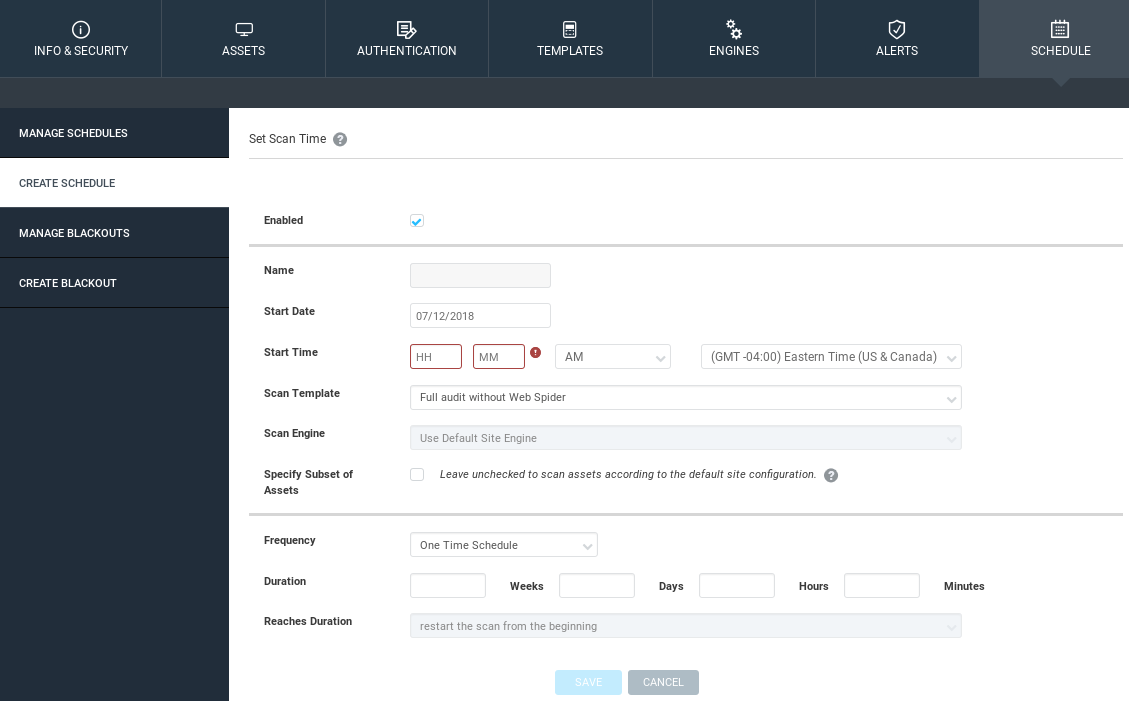 INFO & SECURITY
ASSETS
AUTHENTICATION
TEMPLATES
ENGINES
ALERTS
SCHEDULE
MANAGE SCHEDULES
CREATE SCHEDULE
MANAGE BLACKOUTS
CREATE BLACKOUT
Set Scan Time ?
Enabled
Name
Start Date 07/12/2018
Start Time HH MM ! AM (GMT -04:00) Eastern Time (US & Canada)
Scan Template Full audit without Web Spider
Scan Engine Use Default Site Engine
Specify Subset of Leave unchecked to scan assets according to the default site configuration. ?
Assets
Frequency One Time Schedule
Duration Weeks Days Hours Minutes
Reaches Duration restart the scan from the beginning
SAVE CANCEL